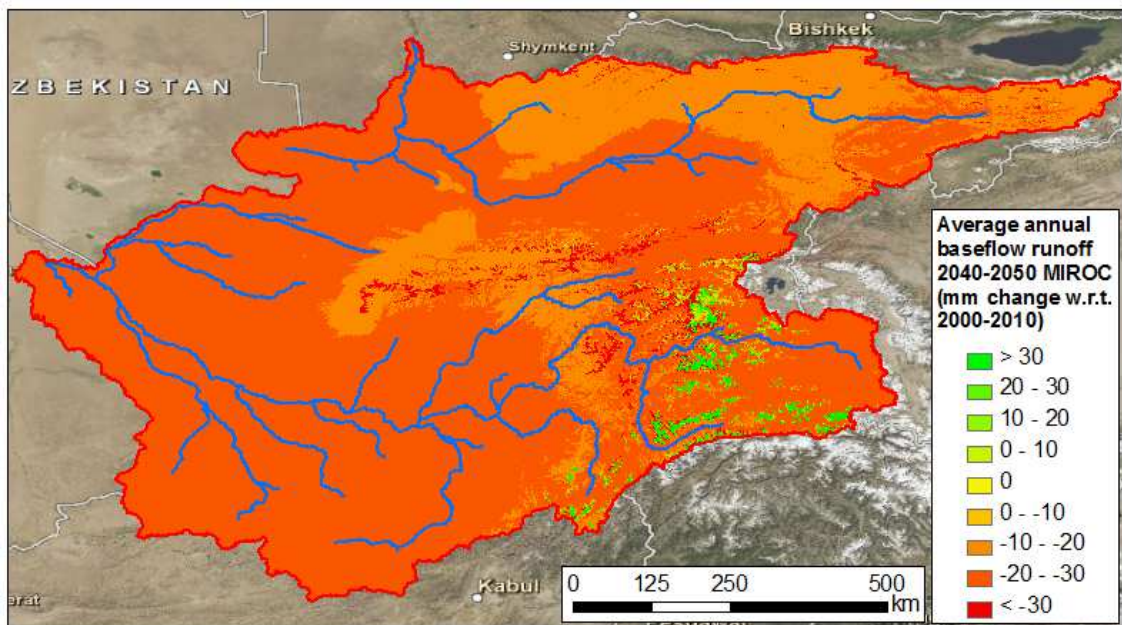 Bishkek
Shymkent
ZBEKISTAN
Average annual
baseflow runoff
2040-2050 MIROC
(mm change w.r.t.
2000-2010)
> 30
20 - 30
10 - 20
0 - 10
0
0 - -10
-10 - -20
-20 - -30
< -30
Kabul
erat
0 125 250 500
km